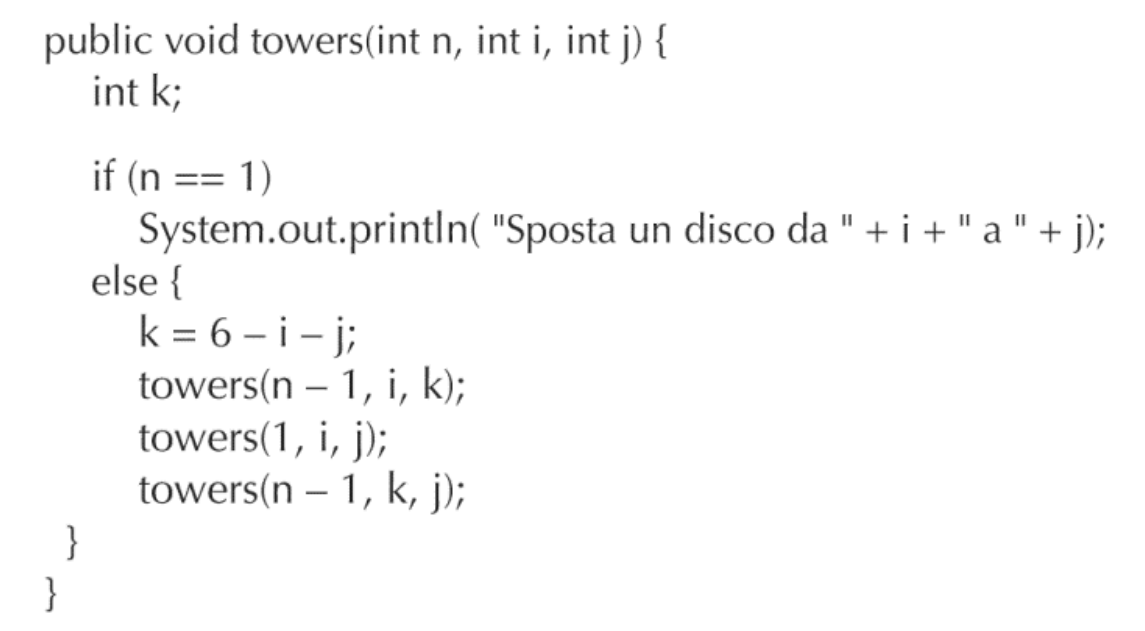 public void towers(int n, int i, int j) {
int k;
if (n == 1)
System.out.println( "Sposta un disco da " + i + " a " + j);
else {
k = 6 – i – j;
towers(n – 1, i, k);
towers(1, i, j);
towers(n – 1, k, j);
}
}